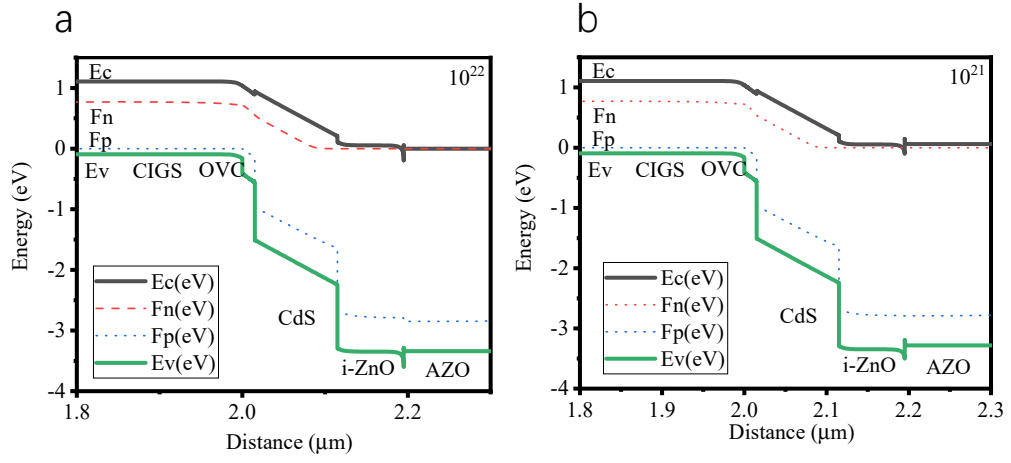 a
Energy (eV)
1
0
-1
-2
-3
-4
Ec
10²²
Fn
Fp
Ev
CIGS
OVC
Ec(eV)
Fn(eV)
Fp(eV)
Ev(eV)
CdS
i-ZnO
AZO
1.8
2.0
2.2
Distance (μm)
b
Energy (eV)
1
0
-1
-2
-3
-4
Ec
10²¹
Fn
Fp
Ev
CIGS
OVC
Ec(eV)
Fn(eV)
Fp(eV)
Ev(eV)
CdS
i-ZnO
AZO
1.8
1.9
2.0
2.1
2.2
2.3
Distance (μm)